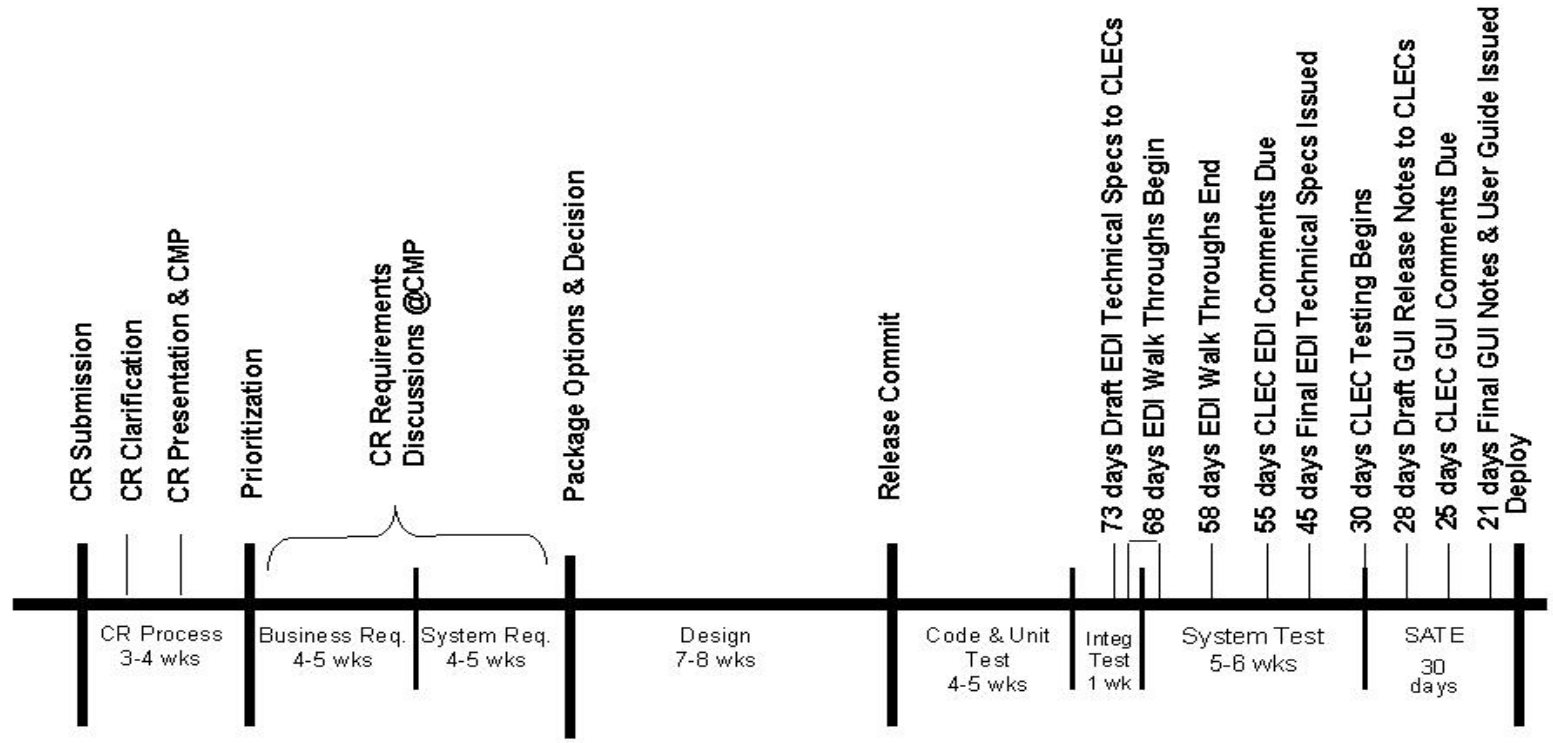 CR Submission
CR Clarification
CR Presentation & CMP
Prioritization
CR Requirements
Discussions @CMP
Package Options & Decision
Release Commit
73 days Draft EDI Technical Specs to CLECs
68 days EDI Walk Throughs Begin
58 days EDI Walk Throughs End
55 days CLEC EDI Comments Due
45 days Final EDI Technical Specs Issued
30 days CLEC Testing Begins
28 days Draft GUI Release Notes to CLECs
25 days CLEC GUI Comments Due
21 days Final GUI Notes & User Guide Issued
Deploy
CR Process
3-4 wks
Business Req.
4-5 wks
System Req.
4-5 wks
Design
7-8 wks
Code & Unit
Test
4-5 wks
Integ
Test
1 wk
System Test
5-6 wks
SATE
30
days